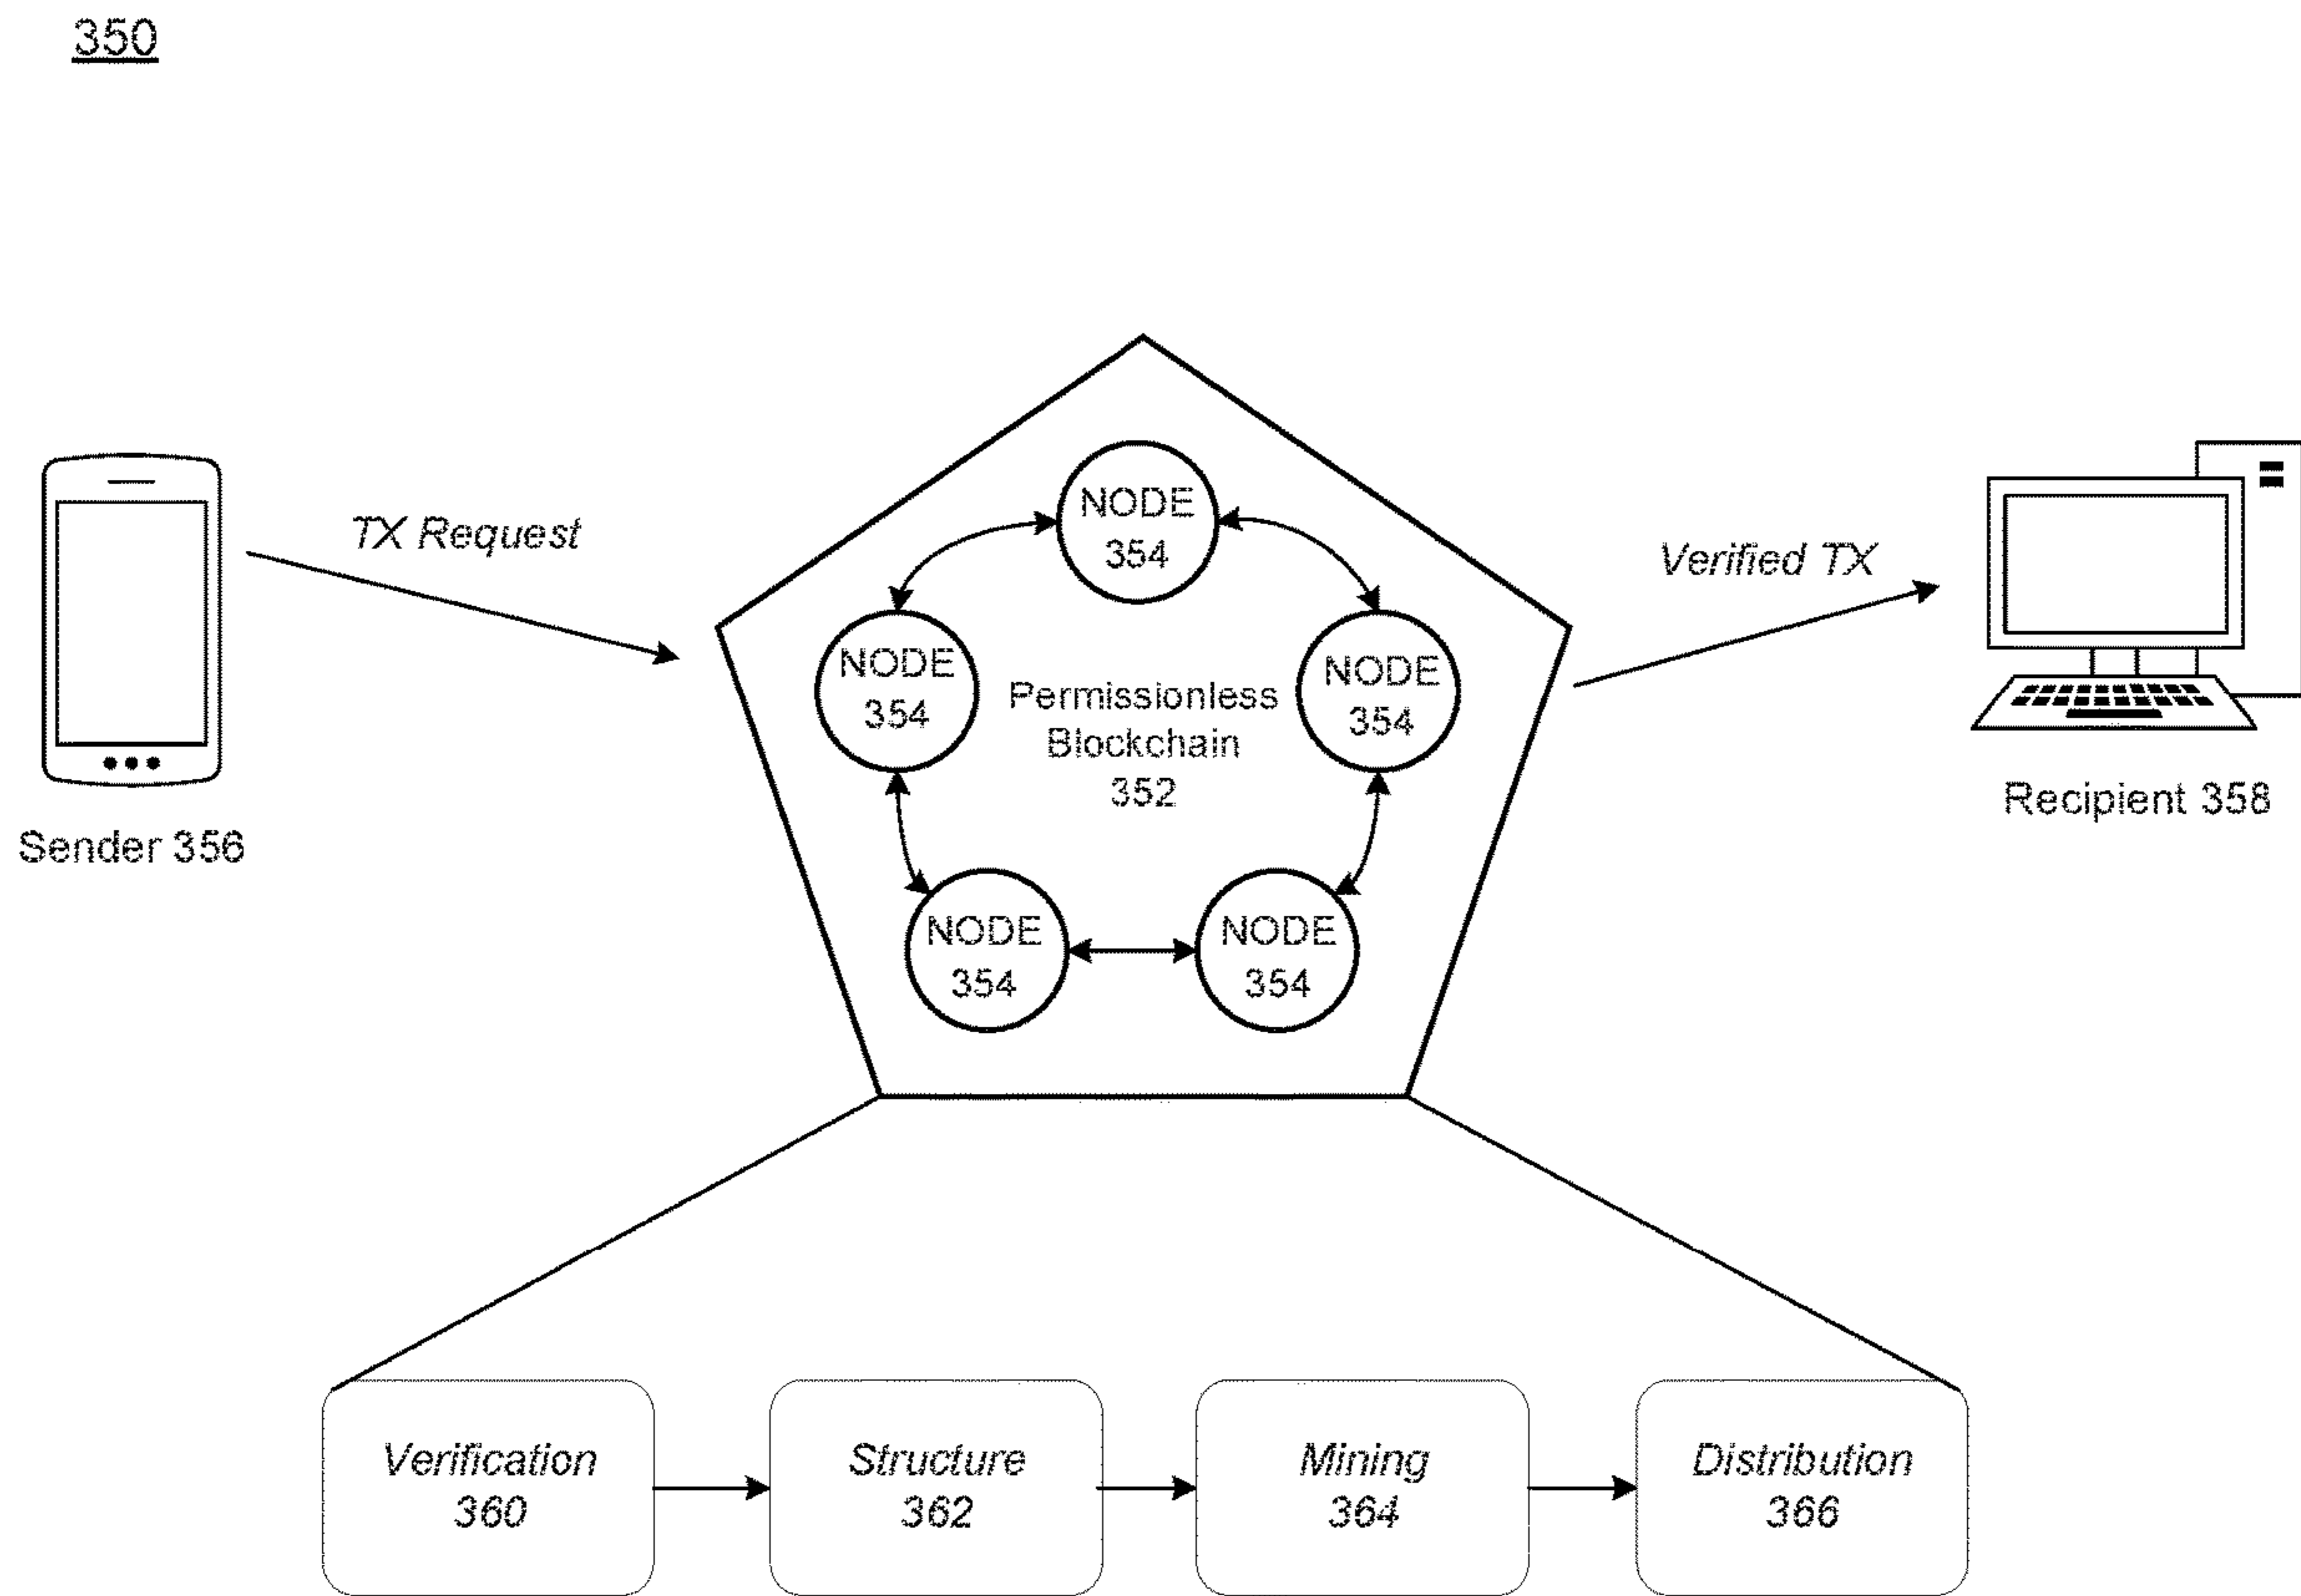 350
NODE
354
TX Request
Verified TX
NODE
354
Permissionless
Blockchain
352
NODE
354
Sender 356
Recipient 358
NODE
354
NODE
354
Verification
360
Structure
362
Mining
364
Distribution
366